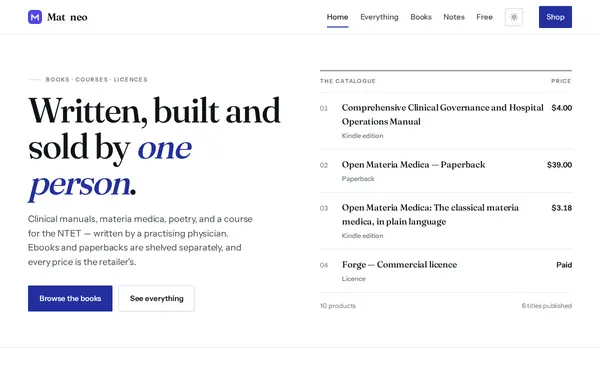 Mat neo
Home Everything Books Notes Free Shop
BOOKS · COURSES · LICENCES
Written, built and
sold by one
person.
Clinical manuals, materia medica, poetry, and a course
for the NTET — written by a practising physician.
Ebooks and paperbacks are shelved separately, and
every price is the retailer's.
Browse the books See everything
THE CATALOGUE PRICE
01 Comprehensive Clinical Governance and Hospital $4.00
Operations Manual
Kindle edition
02 Open Materia Medica — Paperback $39.00
Paperback
03 Open Materia Medica: The classical materia $3.18
medica, in plain language
Kindle edition
04 Forge — Commercial licence Paid
Licence
10 products 6 titles published